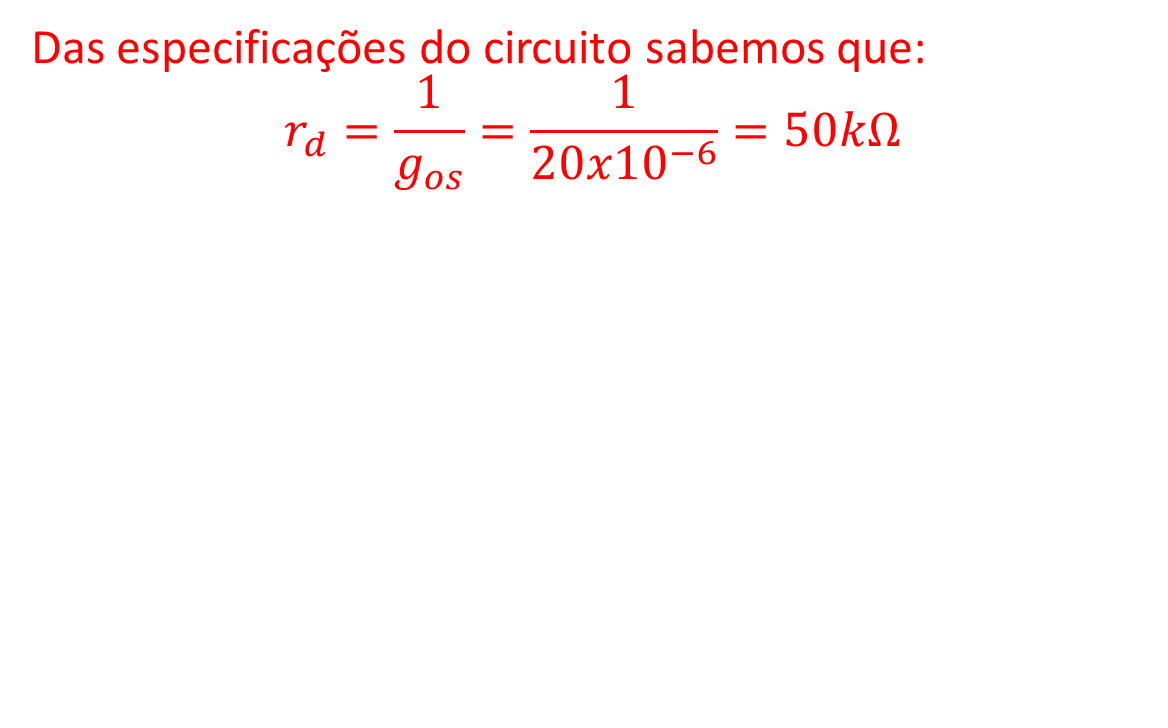 Das especificações do circuito sabemos que:
r_d = 1/g_os = 1/20x10^−6 = 50kΩ